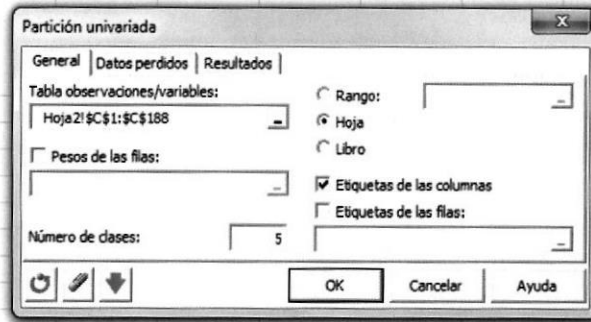 Partición univariada
X
General
Datos perdidos
Resultados
Tabla observaciones/variables:
Hoja2!$C$1:$C$188
_
Rango:
_
Hoja
Libro
Pesos de las filas:
_
Etiquetas de las columnas
Etiquetas de las filas:
_
Número de clases:
5
OK
Cancelar
Ayuda